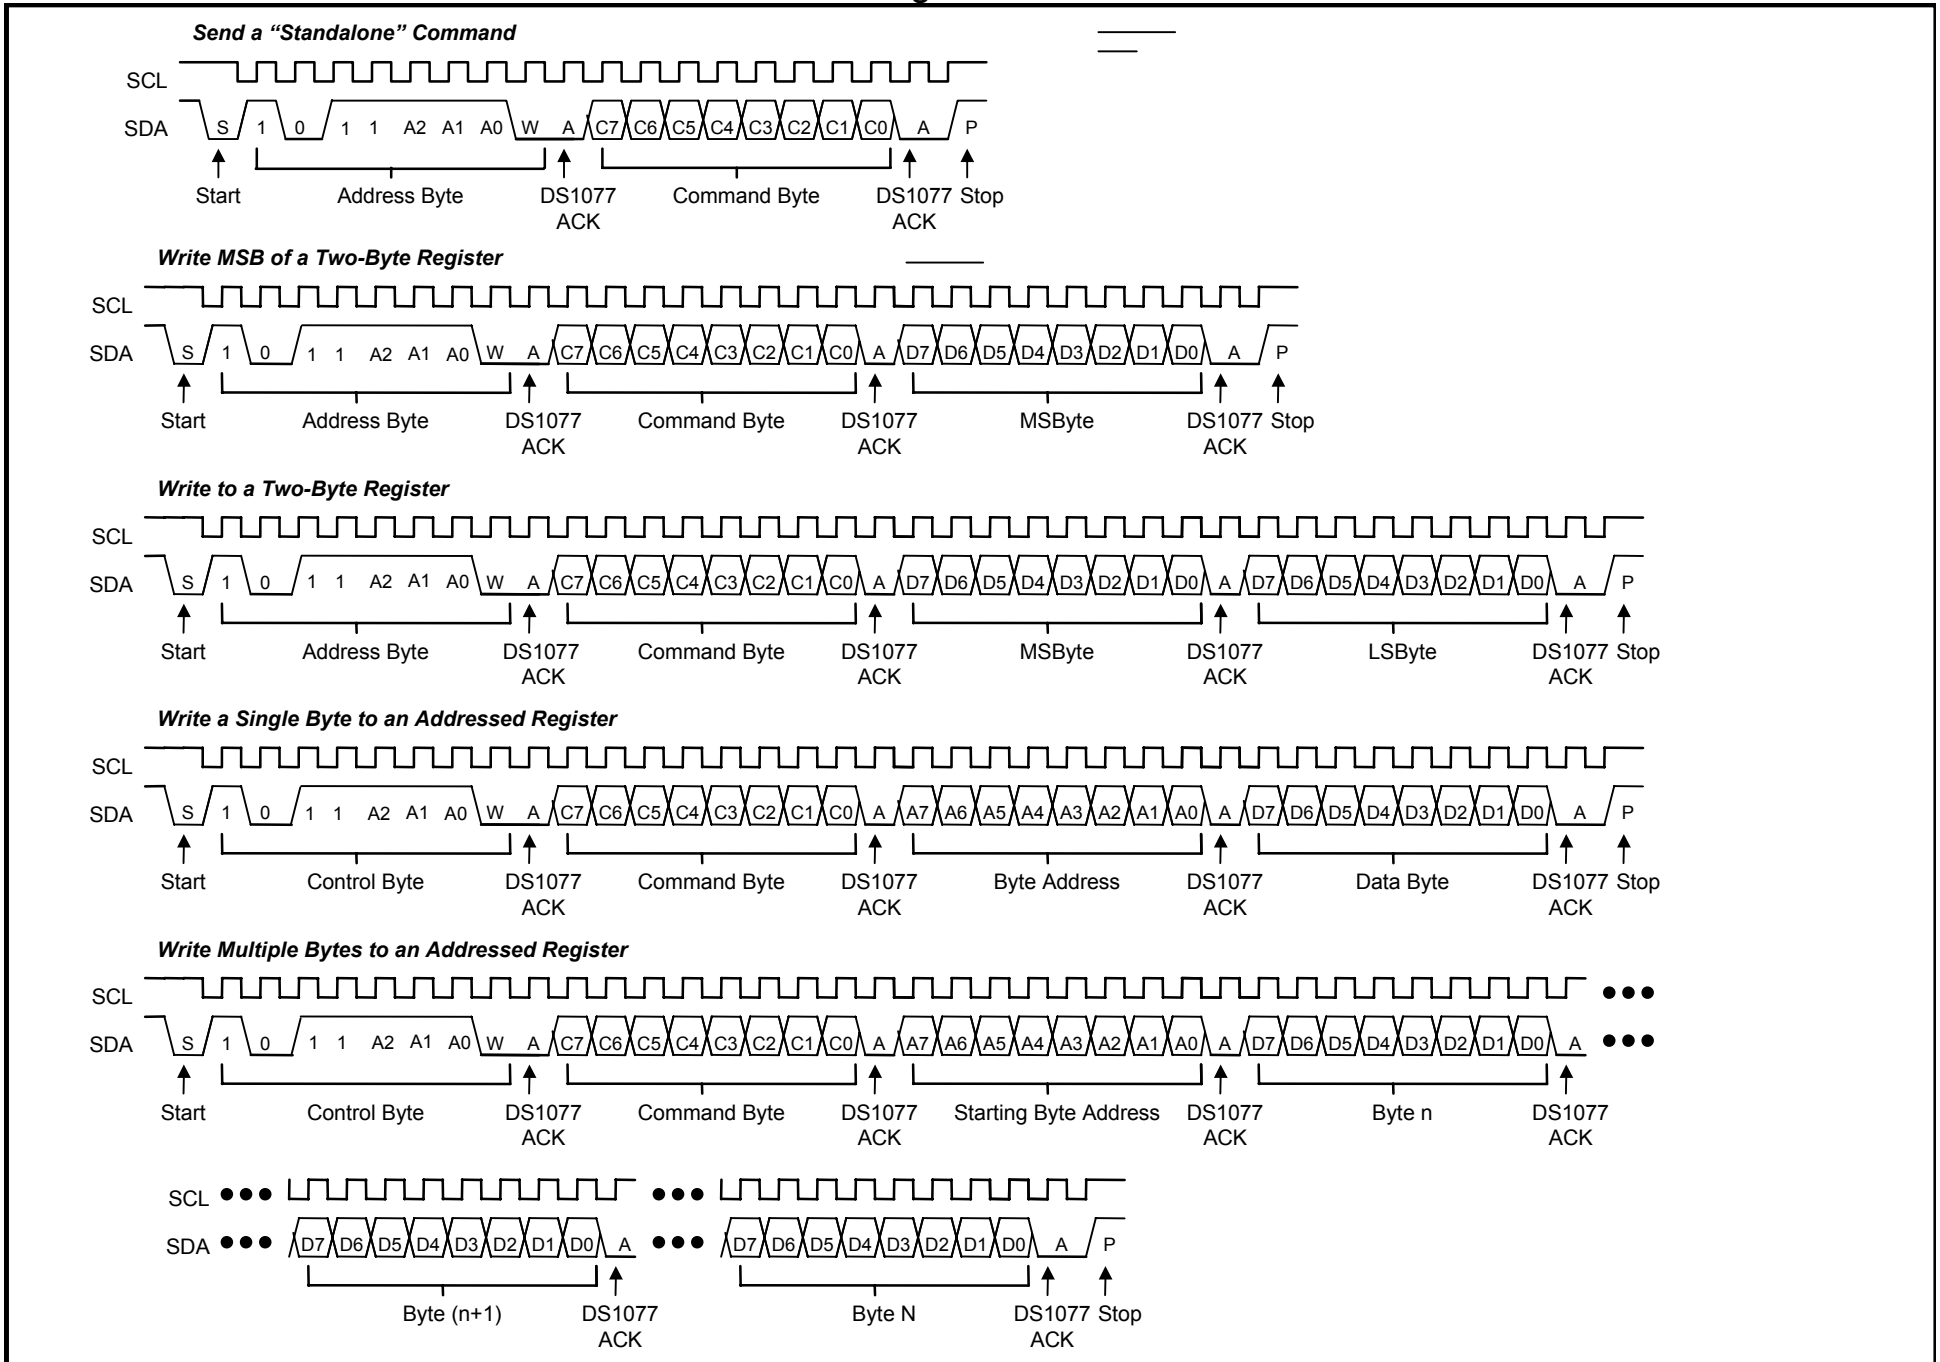 Send a “Standalone” Command
SCL
SDA S 1 0 1 1 A2 A1 A0 W A C7 C6 C5 C4 C3 C2 C1 C0 A P
Start Address Byte DS1077 Command Byte DS1077 Stop
ACK ACK
Write MSB of a Two-Byte Register
SCL
SDA S 1 0 1 1 A2 A1 A0 W A C7 C6 C5 C4 C3 C2 C1 C0 A D7 D6 D5 D4 D3 D2 D1 D0 A P
Start Address Byte DS1077 Command Byte DS1077 MSByte DS1077 Stop
ACK ACK ACK
Write to a Two-Byte Register
SCL
SDA S 1 0 1 1 A2 A1 A0 W A C7 C6 C5 C4 C3 C2 C1 C0 A D7 D6 D5 D4 D3 D2 D1 D0 A D7 D6 D5 D4 D3 D2 D1 D0 A P
Start Address Byte DS1077 Command Byte DS1077 MSByte DS1077 LSByte DS1077 Stop
ACK ACK ACK ACK
Write a Single Byte to an Addressed Register
SCL
SDA S 1 0 1 1 A2 A1 A0 W A C7 C6 C5 C4 C3 C2 C1 C0 A A7 A6 A5 A4 A3 A2 A1 A0 A D7 D6 D5 D4 D3 D2 D1 D0 A P
Start Control Byte DS1077 Command Byte DS1077 Byte Address DS1077 Data Byte DS1077 Stop
ACK ACK ACK ACK
Write Multiple Bytes to an Addressed Register
SCL
SDA S 1 0 1 1 A2 A1 A0 W A C7 C6 C5 C4 C3 C2 C1 C0 A A7 A6 A5 A4 A3 A2 A1 A0 A D7 D6 D5 D4 D3 D2 D1 D0 A
Start Control Byte DS1077 Command Byte DS1077 Starting Byte Address DS1077 Byte n DS1077
ACK ACK ACK ACK
SCL
SDA D7 D6 D5 D4 D3 D2 D1 D0 A D7 D6 D5 D4 D3 D2 D1 D0 A P
Byte (n+1) DS1077 Byte N DS1077 Stop
ACK ACK